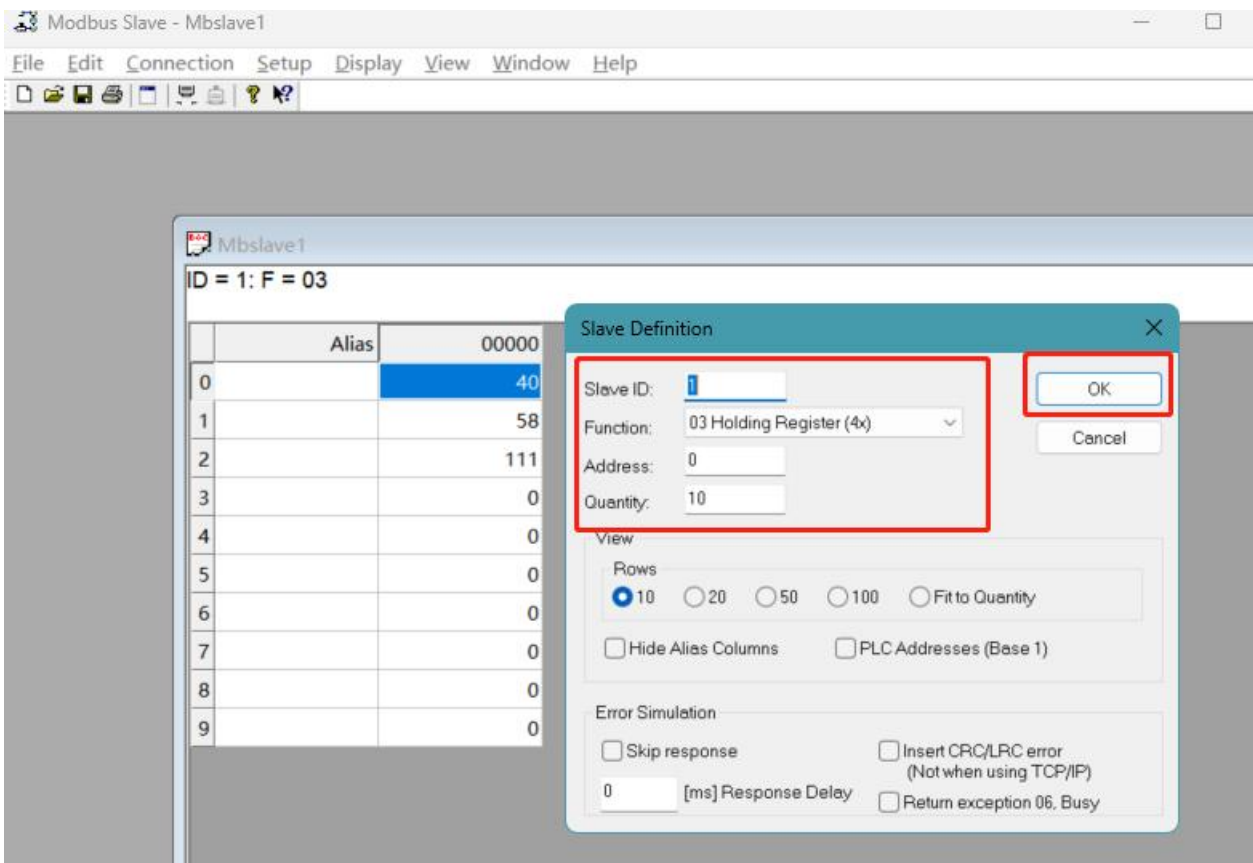 Modbus Slave - Mbslave1
File Edit Connection Setup Display View Window Help
Mbslave1
ID = 1: F = 03
Alias 00000
0 40
1 58
2 111
3 0
4 0
5 0
6 0
7 0
8 0
9 0
Slave Definition
Slave ID: 1
OK
Function: 03 Holding Register (4x)
Cancel
Address: 0
Quantity: 10
View
Rows
10 20 50 100 Fit to Quantity
Hide Alias Columns PLC Addresses (Base 1)
Error Simulation
Skip response
Insert CRC/LRC error
(Not when using TCP/IP)
0 [ms] Response Delay
Return exception 06, Busy